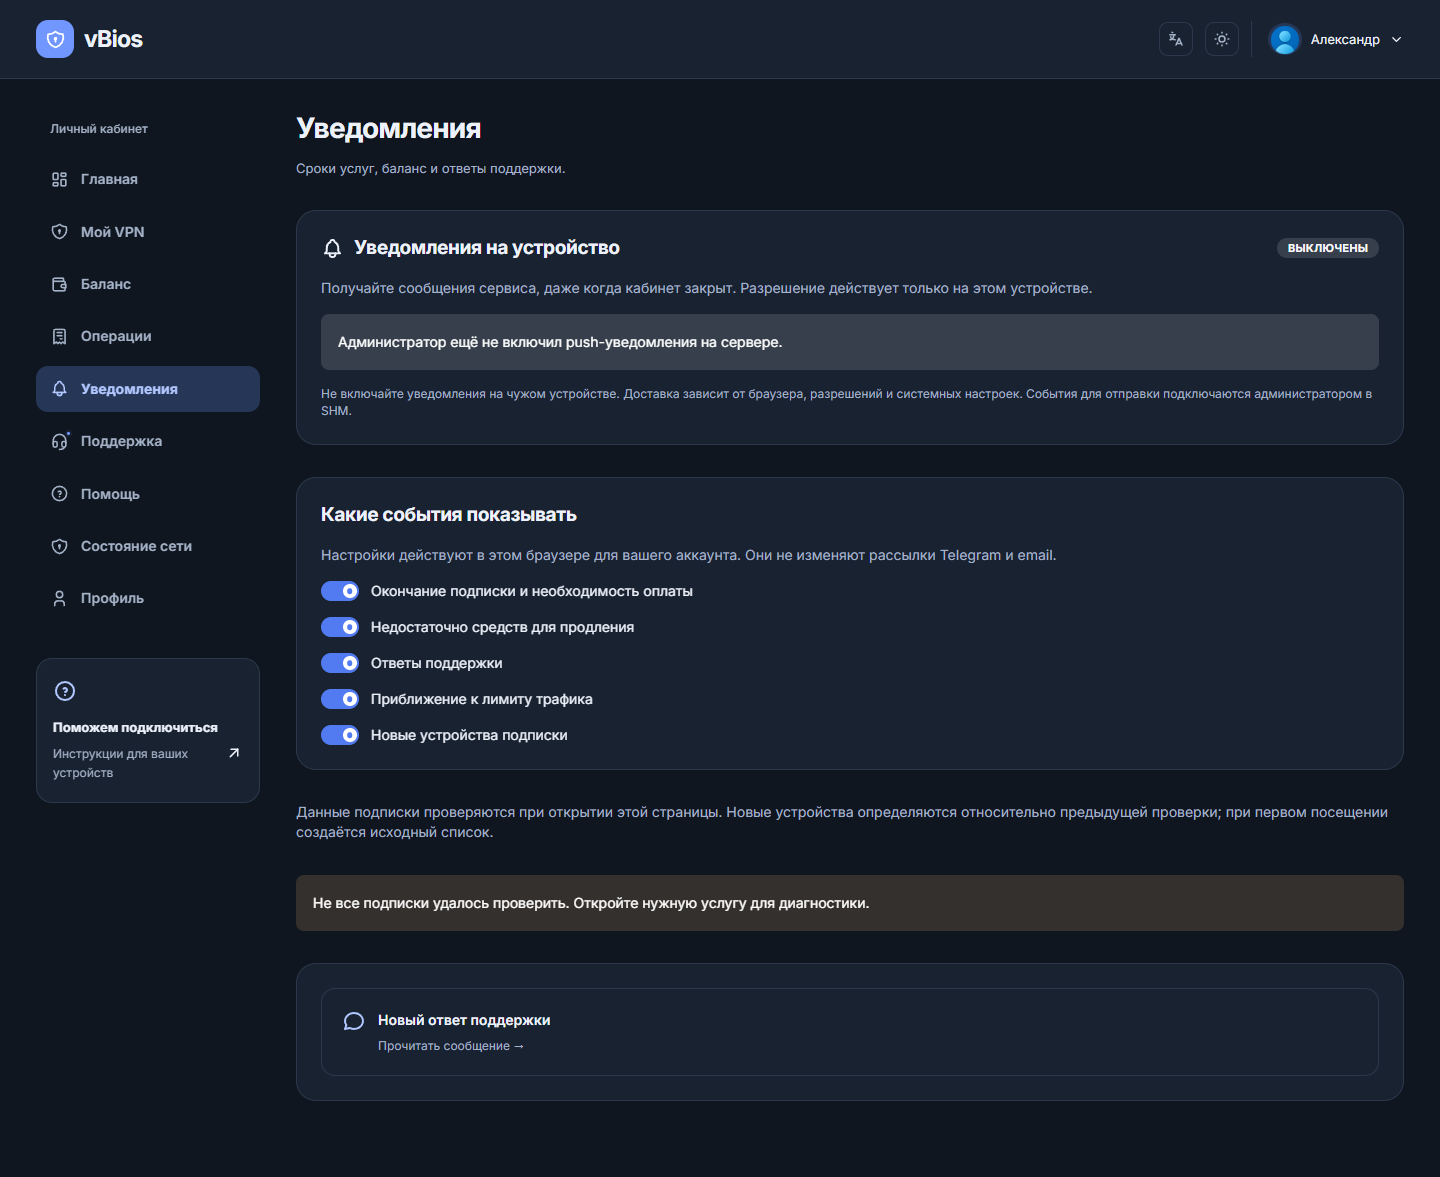 vBios
Александр
Личный кабинет
Главная
Мой VPN
Баланс
Операции
Уведомления
Поддержка
Помощь
Состояние сети
Профиль
Поможем подключиться
Инструкции для ваших
устройств
Уведомления
Сроки услуг, баланс и ответы поддержки.
Уведомления на устройство
ВЫКЛЮЧЕНЫ
Получайте сообщения сервиса, даже когда кабинет закрыт. Разрешение действует только на этом устройстве.
Администратор ещё не включил push-уведомления на сервере.
Не включайте уведомления на чужом устройстве. Доставка зависит от браузера, разрешений и системных настроек. События для отправки подключаются администратором в
SHM.
Какие события показывать
Настройки действуют в этом браузере для вашего аккаунта. Они не изменяют рассылки Telegram и email.
Окончание подписки и необходимость оплаты
Недостаточно средств для продления
Ответы поддержки
Приближение к лимиту трафика
Новые устройства подписки
Данные подписки проверяются при открытии этой страницы. Новые устройства определяются относительно предыдущей проверки; при первом посещении
создаётся исходный список.
Не все подписки удалось проверить. Откройте нужную услугу для диагностики.
Новый ответ поддержки
Прочитать сообщение →